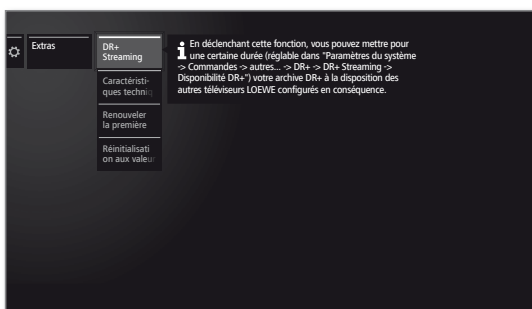 Extras
DR+
Streaming
Caractéristi-
ques techniq
Renouveler
la première
Réinitialisati
on aux valeur
En déclenchant cette fonction, vous pouvez mettre pour
une certaine durée (réglable dans "Paramètres du système
-> Commandes -> autres... -> DR+ -> DR+ Streaming ->
Disponibilité DR+") votre archive DR+ à la disposition des
autres téléviseurs LOEWE configurés en conséquence.